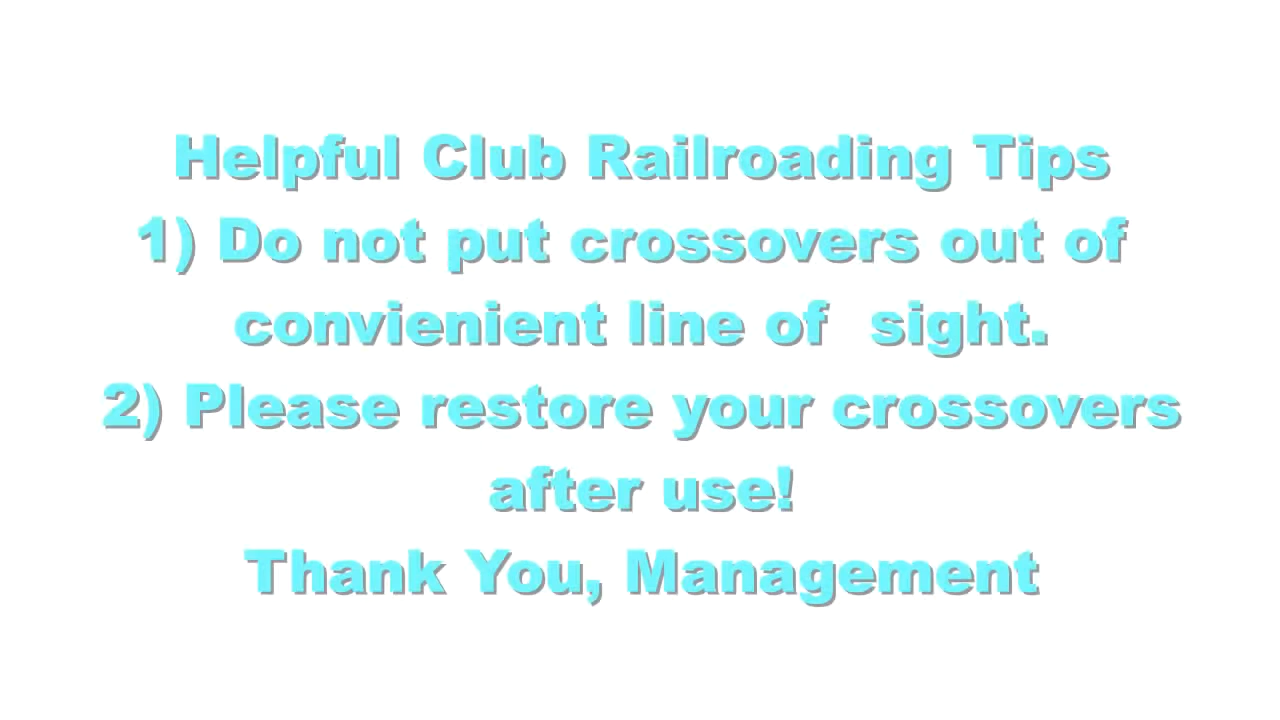 Helpful Club Railroading Tips
1) Do not put crossovers out of
convienient line of  sight.
2) Please restore your crossovers
after use!
Thank You, Management